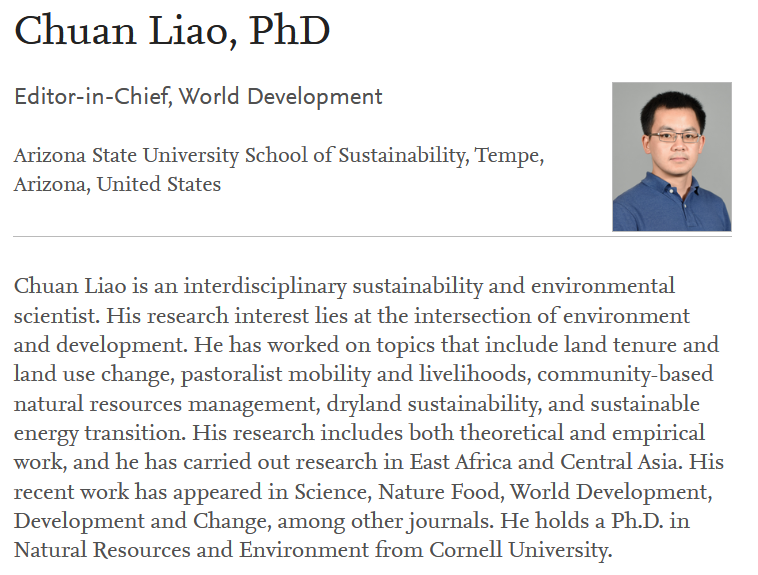 Chuan Liao, PhD
Editor-in-Chief, World Development
Arizona State University School of Sustainability, Tempe,
Arizona, United States
Chuan Liao is an interdisciplinary sustainability and environmental
scientist. His research interest lies at the intersection of environment
and development. He has worked on topics that include land tenure and
land use change, pastoralist mobility and livelihoods, community-based
natural resources management, dryland sustainability, and sustainable
energy transition. His research includes both theoretical and empirical
work, and he has carried out research in East Africa and Central Asia. His
recent work has appeared in Science, Nature Food, World Development,
Development and Change, among other journals. He holds a Ph.D. in
Natural Resources and Environment from Cornell University.